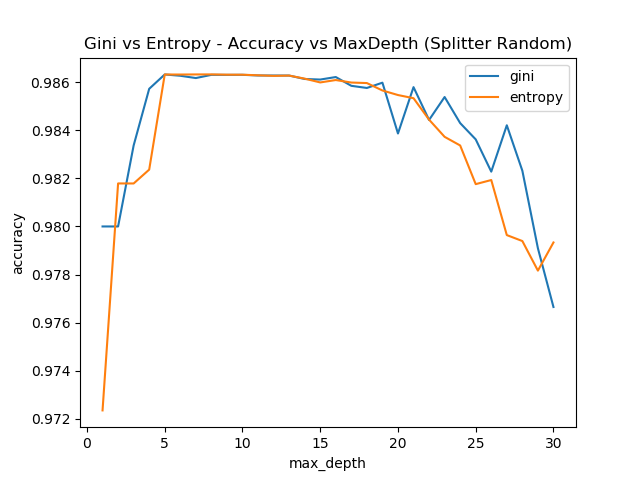 Gini vs Entropy - Accuracy vs MaxDepth (Splitter Random)
gini
entropy
accuracy
0.986
0.984
0.982
0.980
0.978
0.976
0.974
0.972
0 5 10 15 20 25 30
max_depth